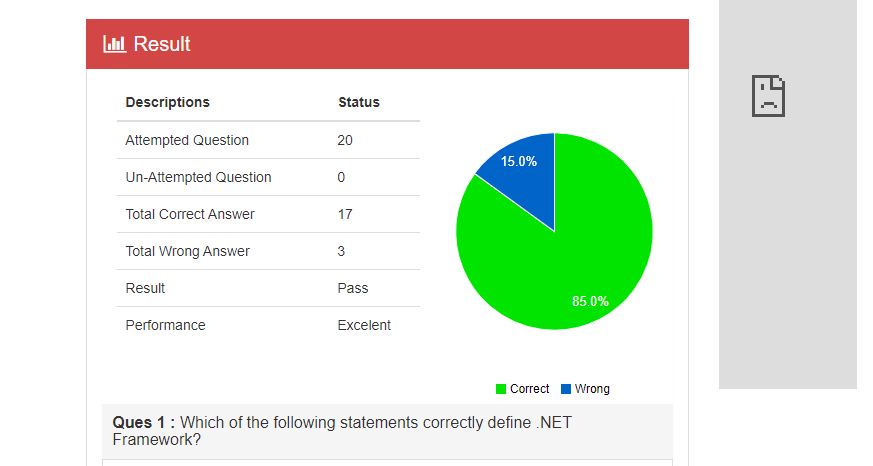 Result
Descriptions Status
Attempted Question 20
Un-Attempted Question 0
Total Correct Answer 17
Total Wrong Answer 3
Result Pass
Performance Excelent
15.0%
85.0%
Correct Wrong
Ques 1 : Which of the following statements correctly define .NET
Framework?